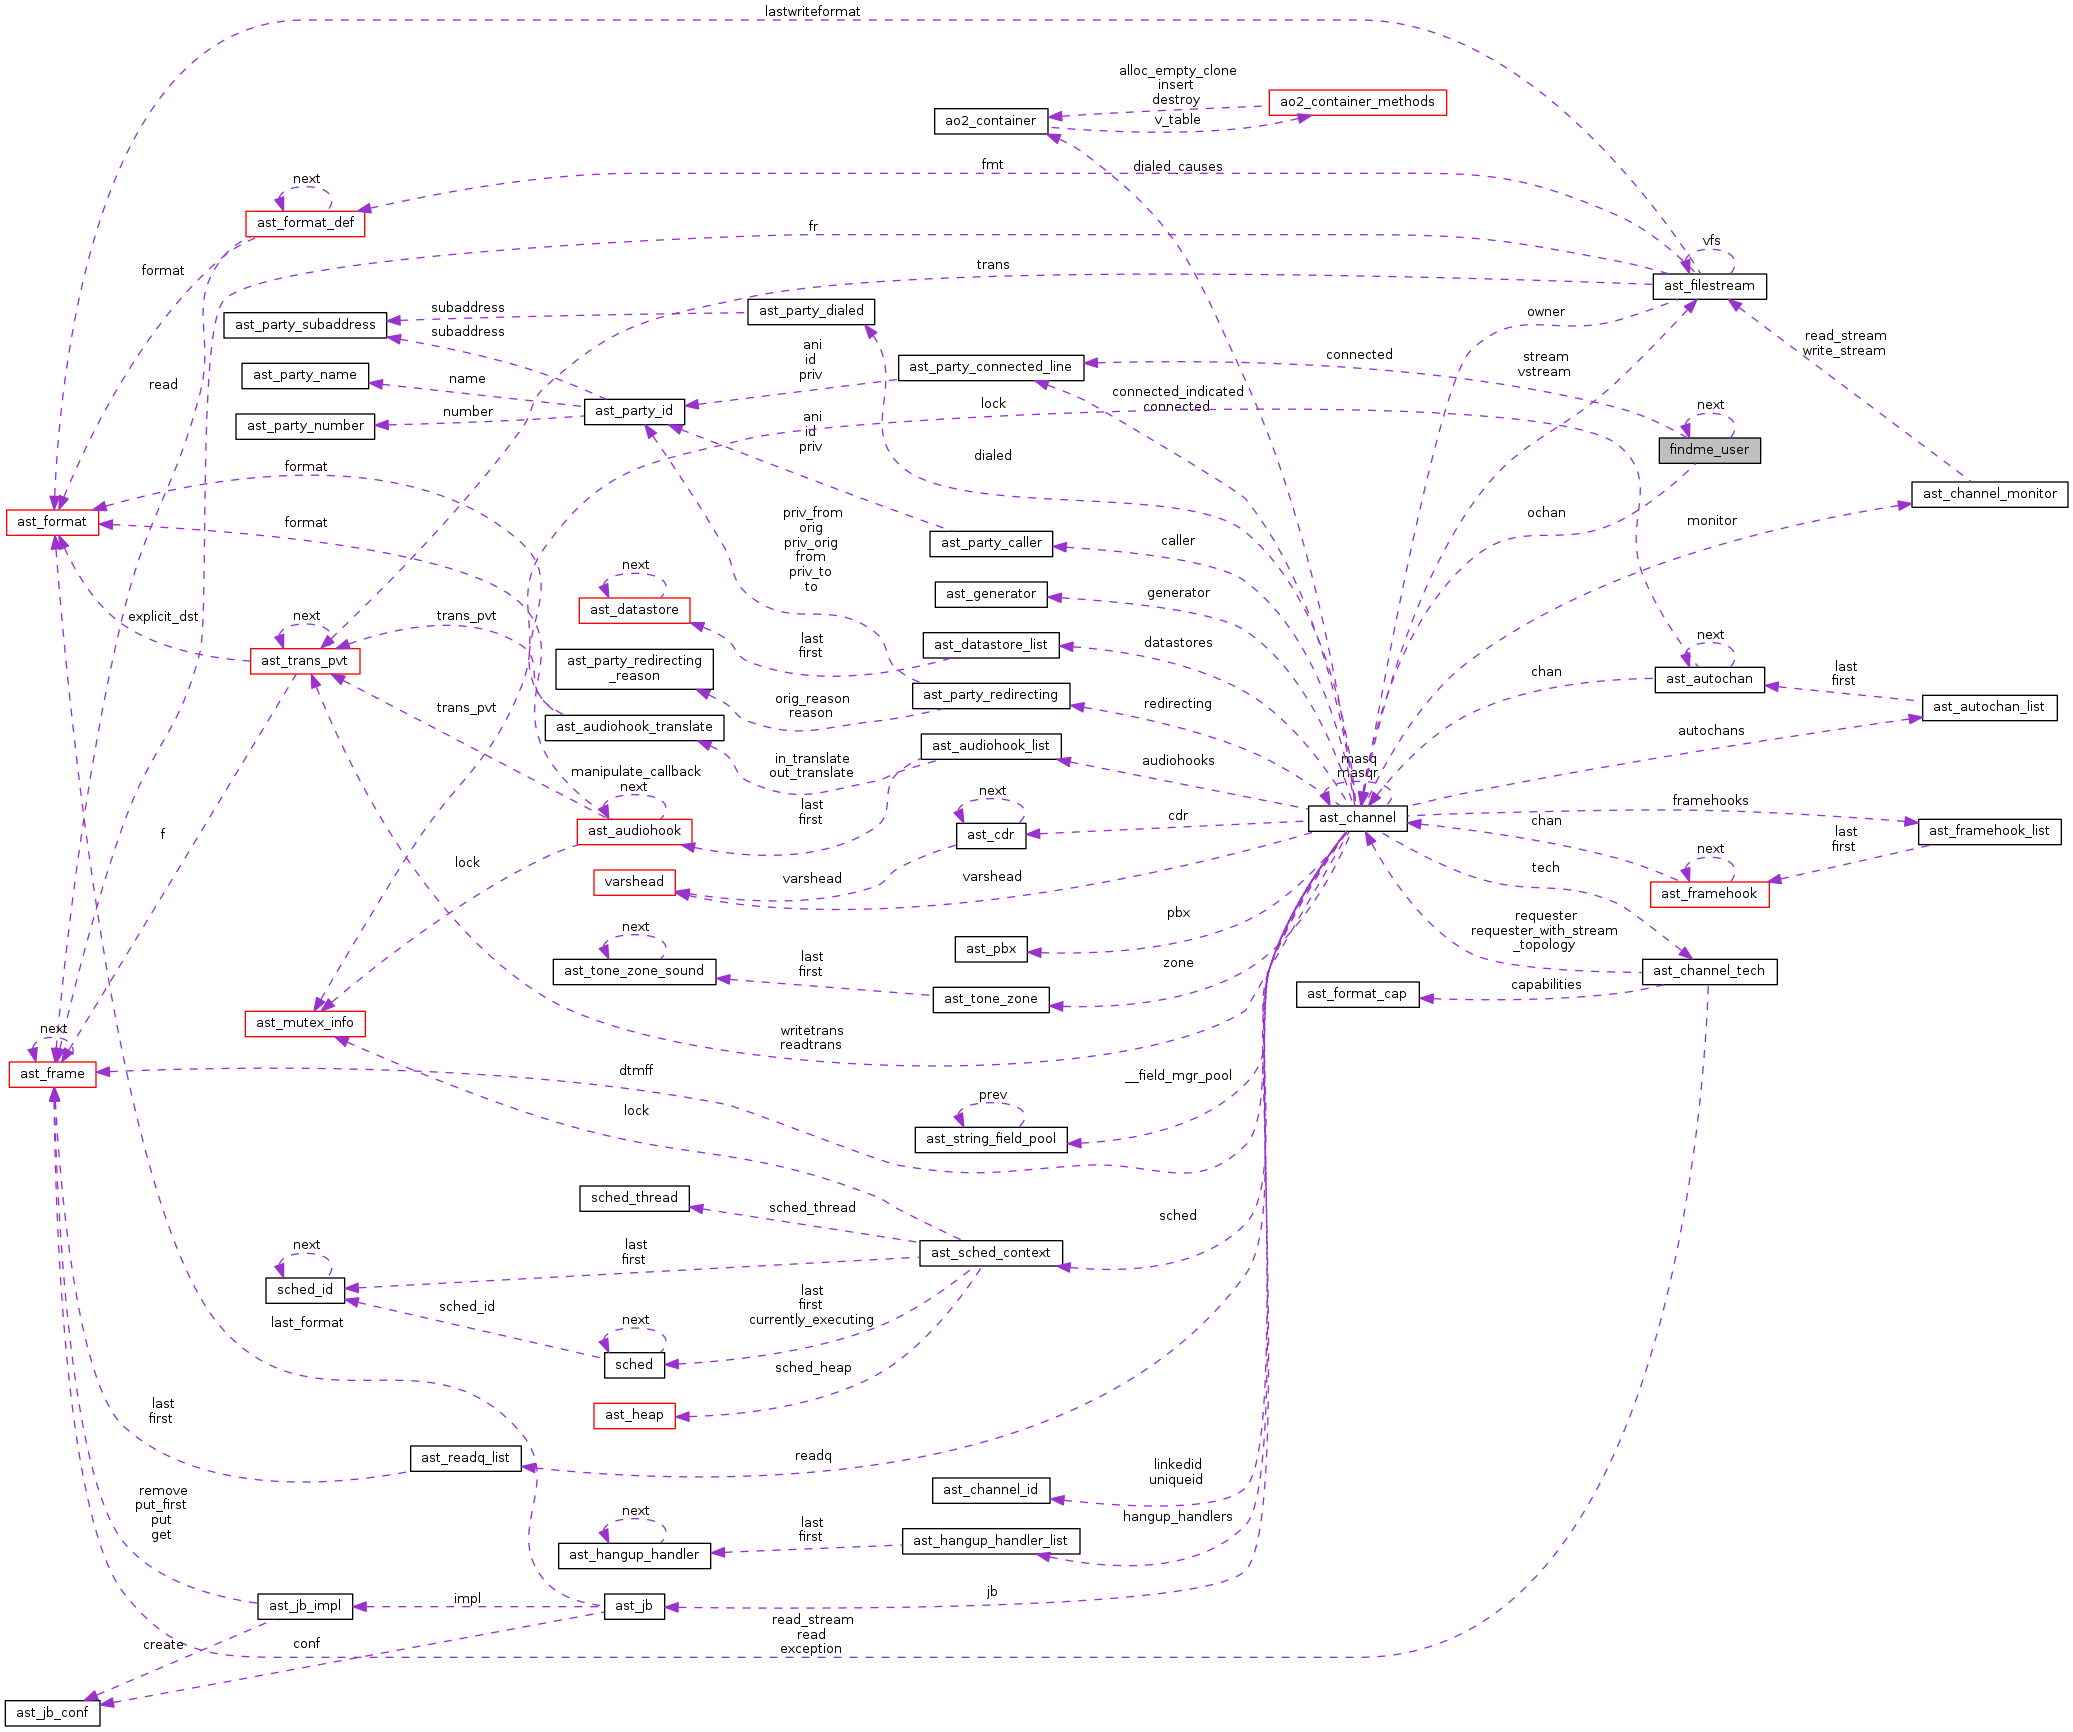 lastwriteformat
alloc_empty_clone
insert
destroy
ao2_container_methods
ao2_container
v_table
fmt
dialed_causes
next
ast_format_def
fr
vfs
format
trans
ast_filestream
subaddress
ast_party_dialed
owner
ast_party_subaddress
subaddress
read_stream
write_stream
ani
id
priv
connected
stream
vstream
ast_party_name
name
ast_party_connected_line
read
connected_indicated
connected
lock
next
ast_party_id
number
ast_party_number
ani
id
priv
findme_user
dialed
format
ast_channel_monitor
priv_from
orig
priv_orig
from
priv_to
to
ochan
monitor
ast_format
format
caller
ast_party_caller
next
generator
ast_generator
ast_datastore
explicit_dst
next
trans_pvt
last
first
datastores
ast_datastore_list
next
ast_trans_pvt
ast_party_redirecting
_reason
chan
ast_autochan
last
first
ast_party_redirecting
orig_reason
reason
redirecting
trans_pvt
ast_autochan_list
ast_audiohook_translate
autochans
ast_audiohook_list
in_translate
out_translate
audiohooks
masq
masqr
manipulate_callback
next
next
framehooks
last
first
cdr
ast_channel
chan
ast_framehook_list
f
ast_audiohook
ast_cdr
last
first
next
lock
varshead
varshead
varshead
tech
ast_framehook
pbx
requester
requester_with_stream
_topology
next
ast_pbx
last
first
zone
ast_tone_zone_sound
ast_channel_tech
capabilities
ast_tone_zone
ast_format_cap
ast_mutex_info
next
writetrans
readtrans
ast_frame
dtmff
__field_mgr_pool
prev
lock
ast_string_field_pool
sched_thread
sched_thread
sched
next
last
first
ast_sched_context
sched_id
sched_id
last
first
currently_executing
last_format
next
sched
sched_heap
last
first
ast_heap
ast_readq_list
readq
linkedid
uniqueid
remove
put_first
put
get
ast_channel_id
next
last
first
hangup_handlers
ast_hangup_handler
ast_hangup_handler_list
jb
impl
ast_jb_impl
ast_jb
read_stream
read
exception
create
conf
ast_jb_conf